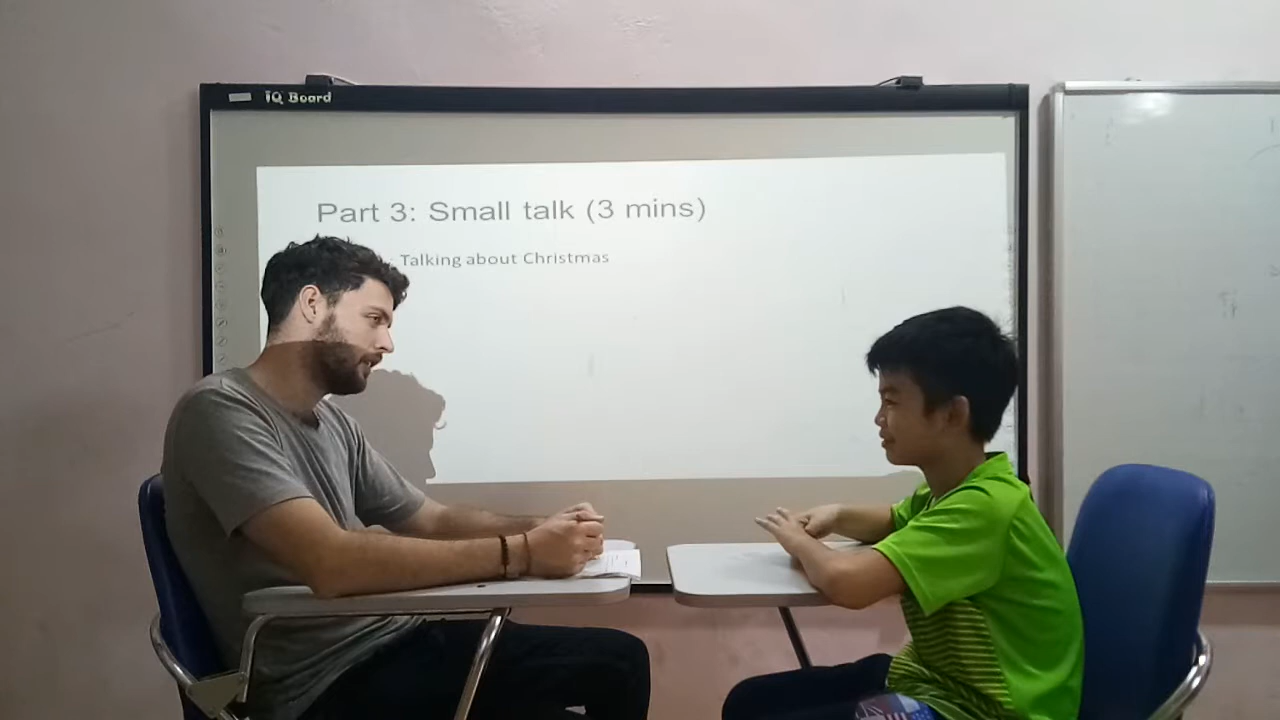 iQ Board
Part 3: Small talk (3 mins)
- Talking about Christmas